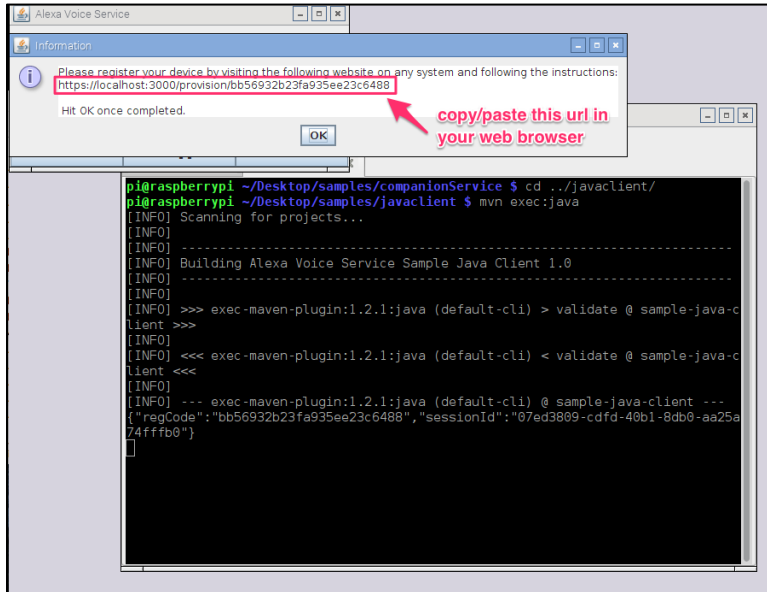 Alexa Voice Service
Information
Please register your device by visiting the following website on any system and following the instructions:
https://localhost:3000/provision/bb56932b23fa935ee23c6488
Hit OK once completed.
OK
copy/paste this url in
your web browser
pi@raspberrypi ~/Desktop/samples/companionService $ cd ../javaclient/
pi@raspberrypi ~/Desktop/samples/javaclient $ mvn exec:java
[INFO] Scanning for projects...
[INFO]
[INFO] ------------------------------------------------------------------------
[INFO] Building Alexa Voice Service Sample Java Client 1.0
[INFO] ------------------------------------------------------------------------
[INFO]
[INFO] >>> exec-maven-plugin:1.2.1:java (default-cli) > validate @ sample-java-c
lient >>>
[INFO]
[INFO] <<< exec-maven-plugin:1.2.1:java (default-cli) < validate @ sample-java-c
lient <<<
[INFO]
[INFO] --- exec-maven-plugin:1.2.1:java (default-cli) @ sample-java-client ---
{"regCode":"bb56932b23fa935ee23c6488","sessionId":"07ed3809-cdfd-40b1-8db0-aa25a
74fffb0"}